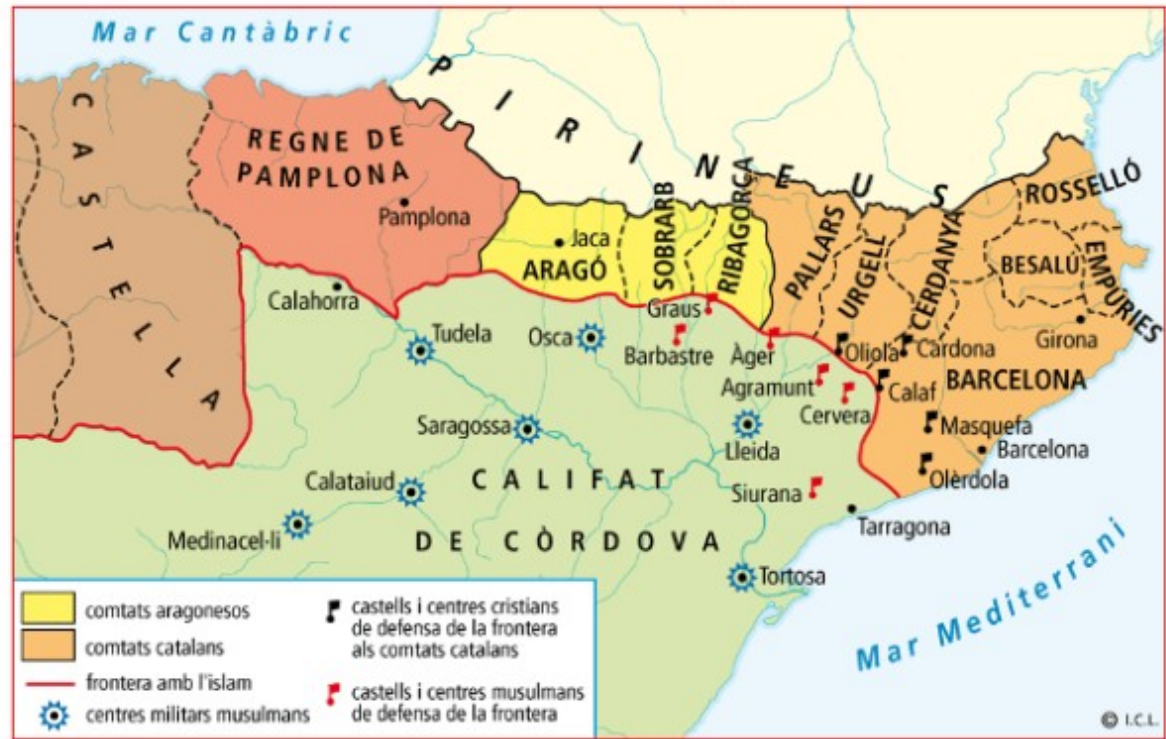 Mar Cantàbric
PIRINEUS
CASTELLA
REGNE DE
PAMPLONA
Pamplona
Jaca
ARAGÓ
SOBRARB
RIBAGORÇA
PALLARS
URGELL
CERDANYA
ROSSELLÓ
BESALÚ
EMPÚRIES
Girona
Calahorra
Tudela
Osca
Graus
Barbastre
Àger
Oliola
Cardona
Agramunt
Cervera
Calaf
BARCELONA
Saragossa
Lleida
Masquefa
Barcelona
Olèrdola
Calataiud
CALIFAT
DE CÒRDOVA
Siurana
Tarragona
Medinacel·li
Tortosa
Mar Mediterrani
comtats aragonesos
comtats catalans
frontera amb l'islam
centres militars musulmans
castells i centres cristians
de defensa de la frontera
als comtats catalans
castells i centres musulmans
de defensa de la frontera
© I.C.L.